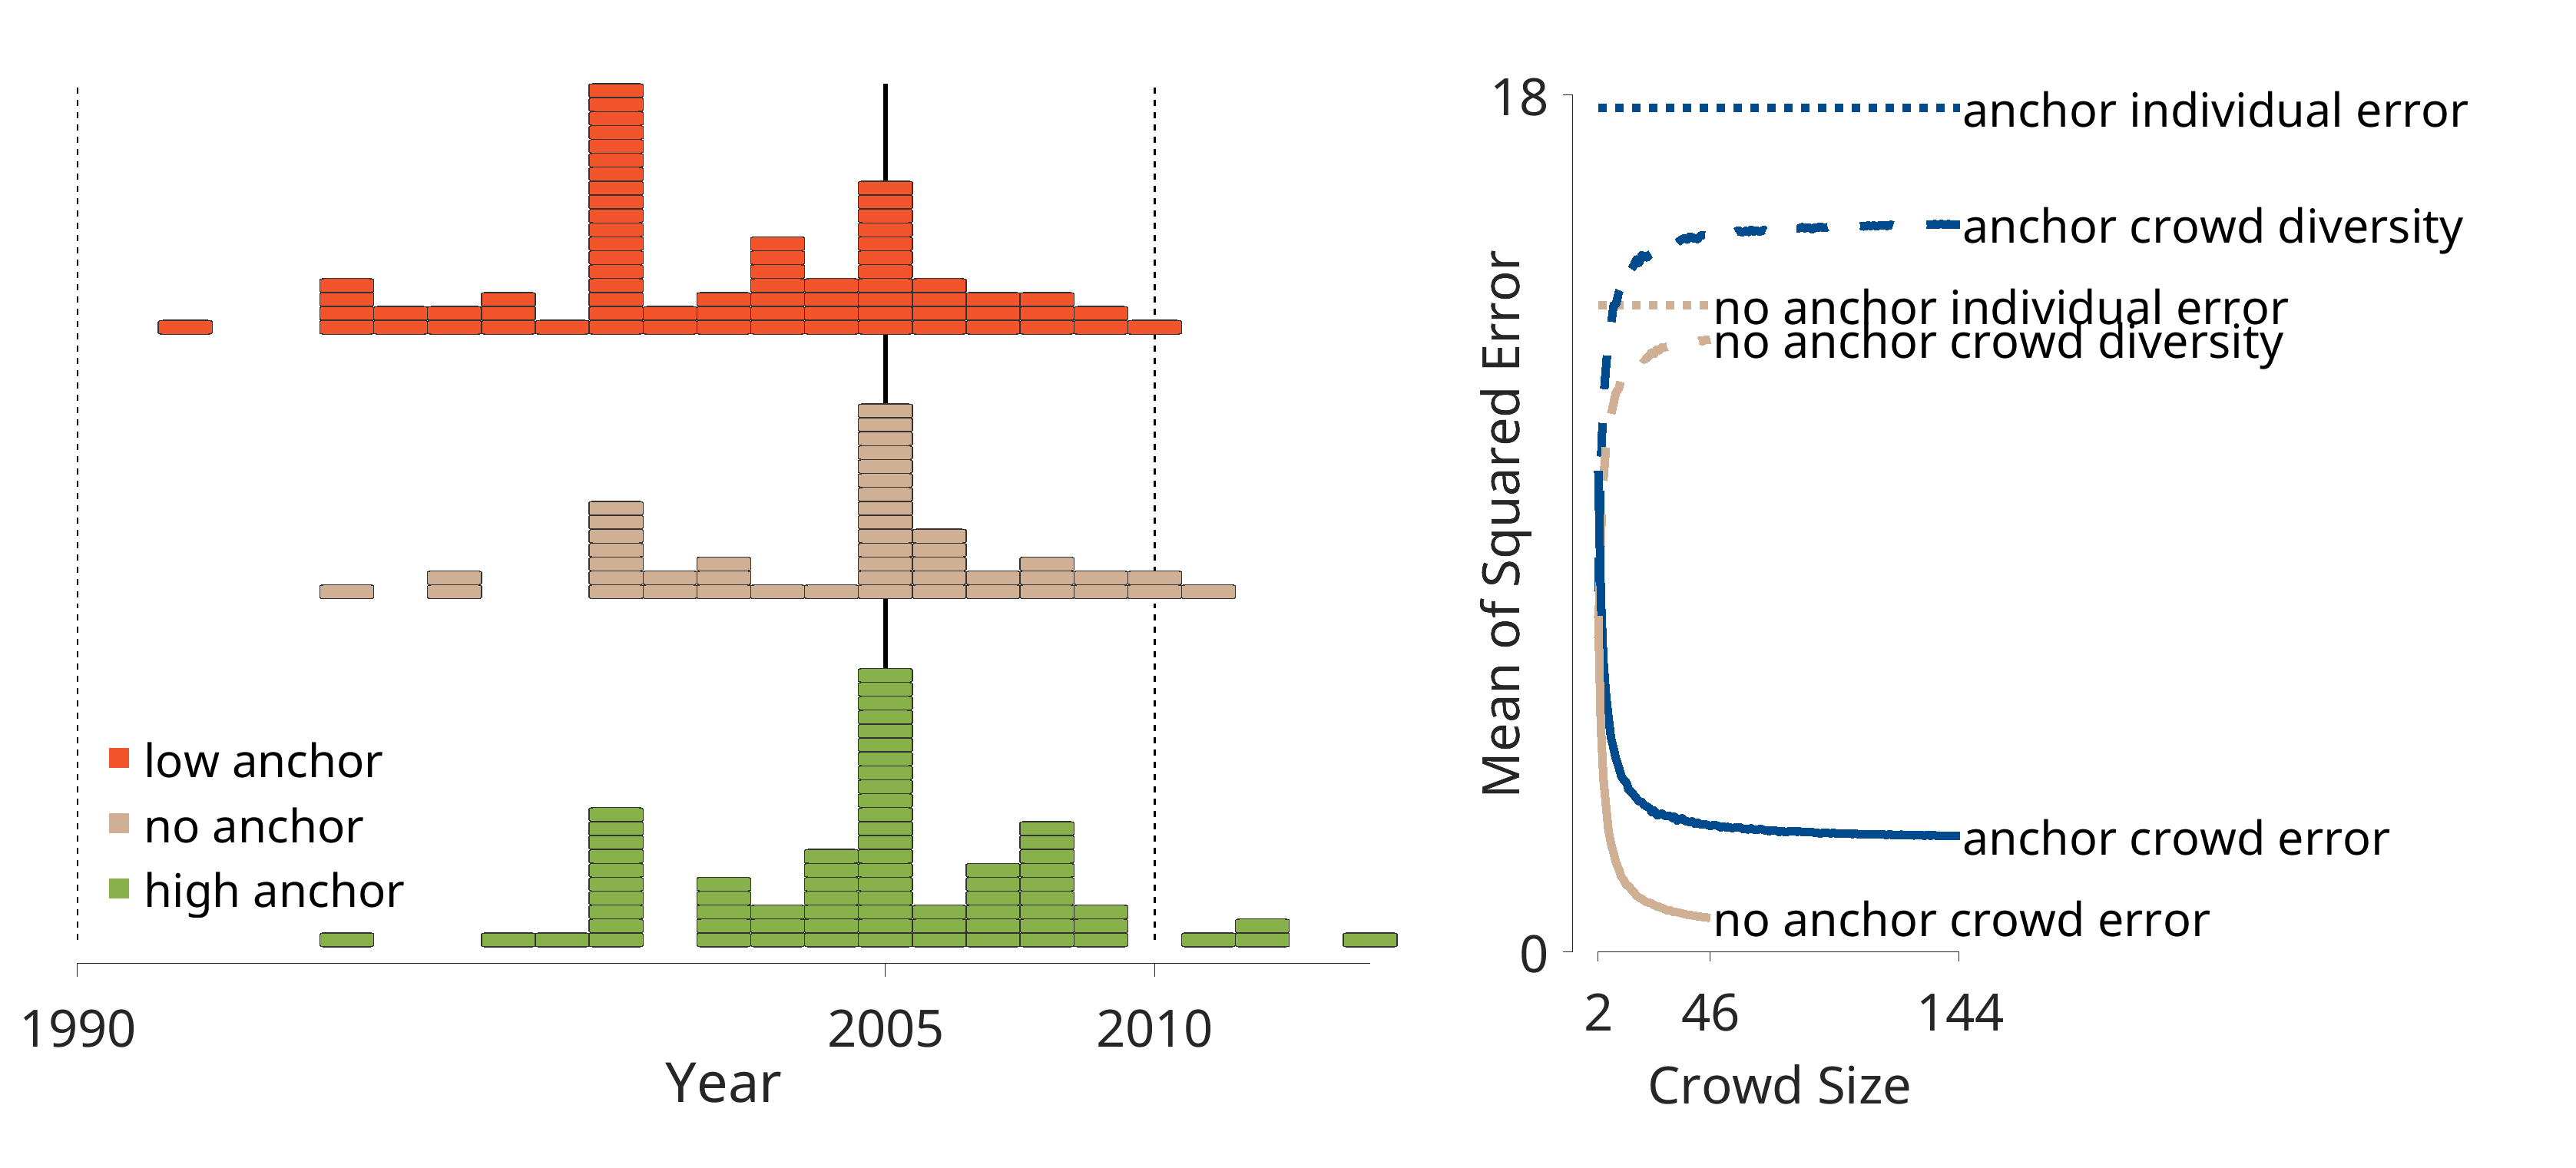 low anchor
no anchor
high anchor
1990
2005
2010
Year
Mean of Squared Error
18
0
anchor individual error
anchor crowd diversity
no anchor individual error
no anchor crowd diversity
anchor crowd error
no anchor crowd error
2
46
144
Crowd Size